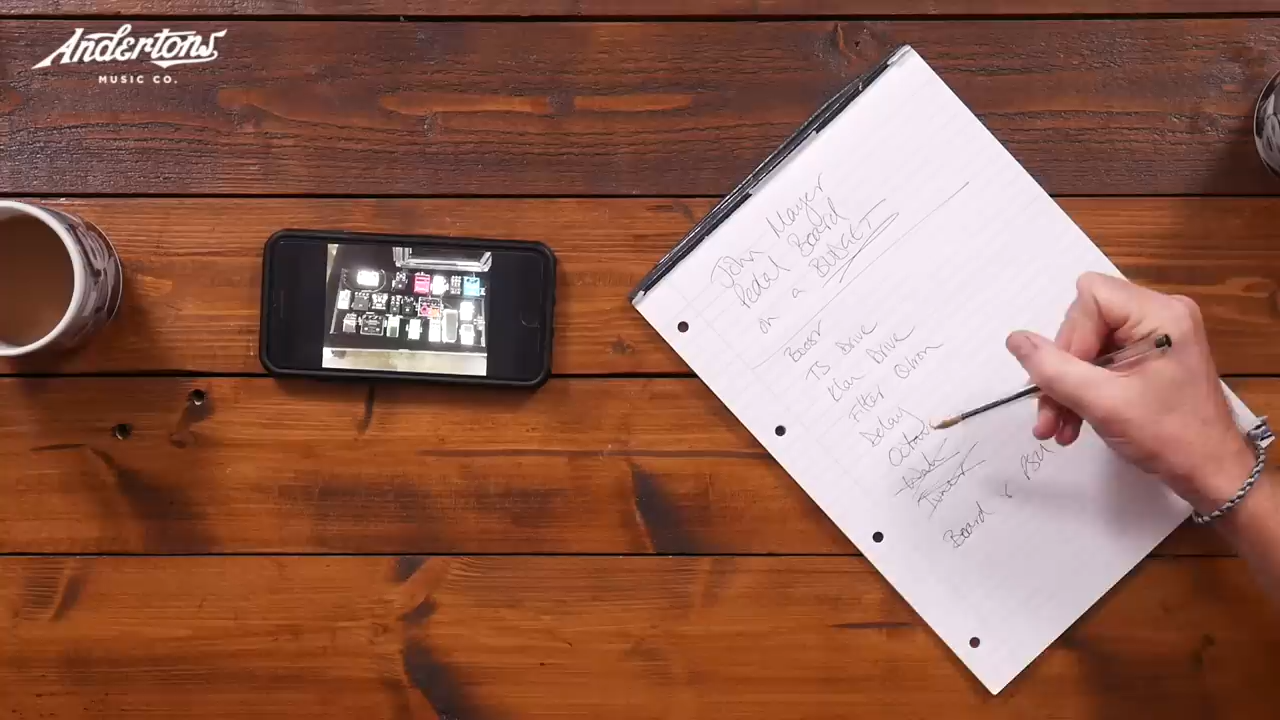 Andertons
MUSIC CO.
John Mayer
Pedal Board
on a BUDGET
Boost
TS Drive
Klon Drive
Filter Qtron
Delay
Octave
Board & PSU